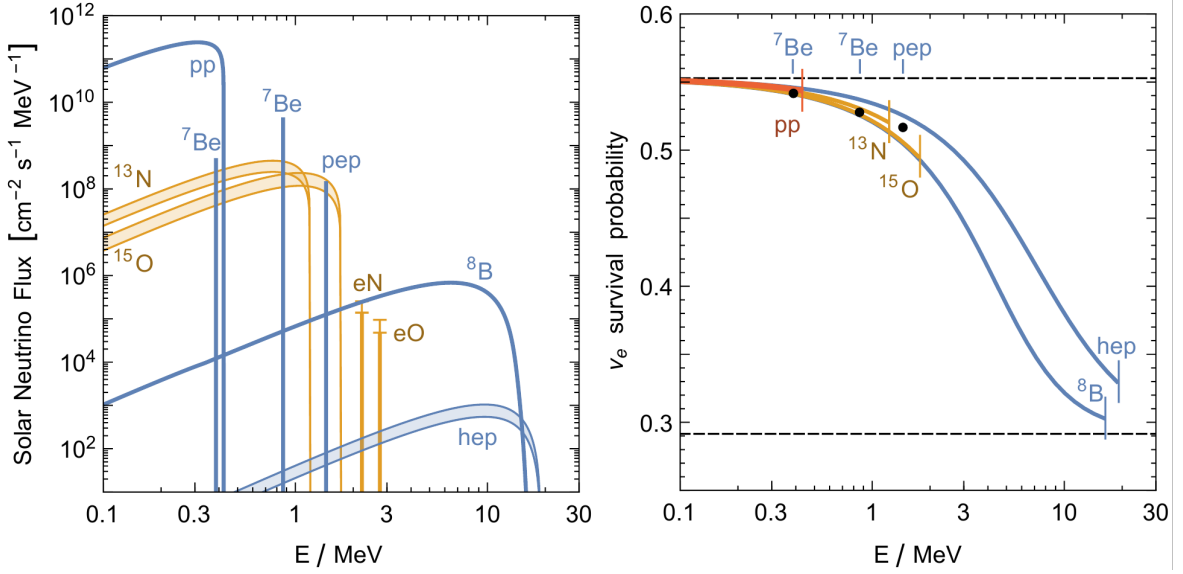 Solar Neutrino Flux [cm⁻² s⁻¹ MeV⁻¹]
10¹²
10¹⁰
10⁸
10⁶
10⁴
10²
pp
⁷Be
⁷Be
pep
¹³N
¹⁵O
eN
eO
⁸B
hep
0.1 0.3 1 3 10 30
E / MeV
νₑ survival probability
0.6
0.5
0.4
0.3
⁷Be ⁷Be pep
pp
¹³N
¹⁵O
hep
⁸B
0.1 0.3 1 3 10 30
E / MeV